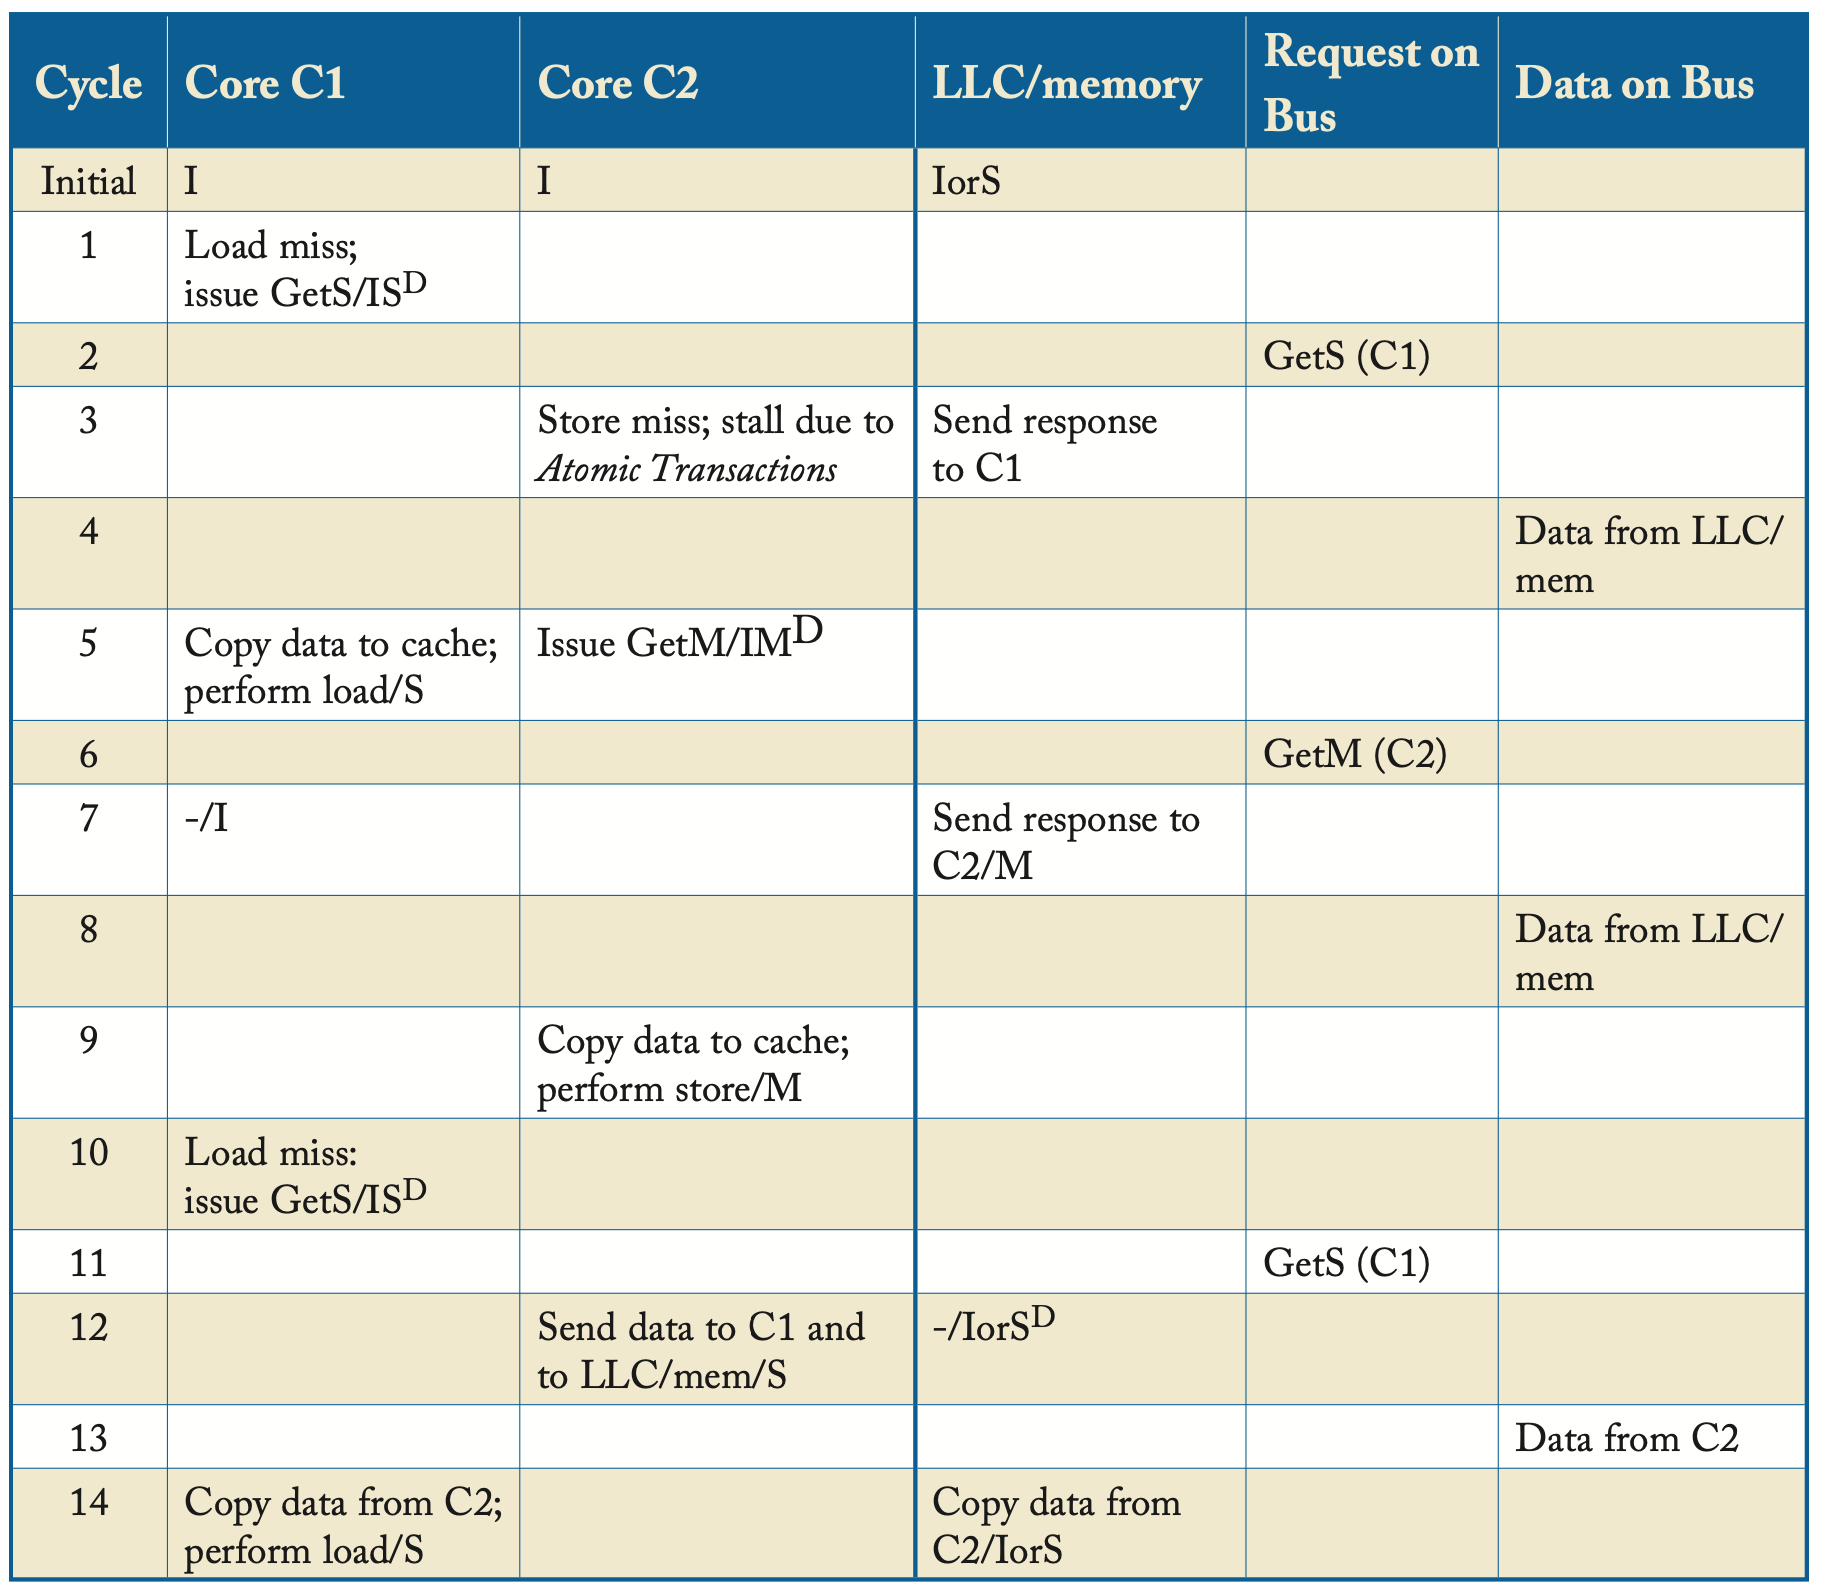 Cycle Core C1 Core C2 LLC/memory Request on Bus Data on Bus
Initial I I IorS
1 Load miss;
issue GetS/ISD
2 GetS (C1)
3 Store miss; stall due to Send response
Atomic Transactions to C1
4 Data from LLC/
mem
5 Copy data to cache; Issue GetM/IMD
perform load/S
6 GetM (C2)
7 -/I Send response to
C2/M
8 Data from LLC/
mem
9 Copy data to cache;
perform store/M
10 Load miss:
issue GetS/ISD
11 GetS (C1)
12 Send data to C1 and -/IorSD
to LLC/mem/S
13 Data from C2
14 Copy data from C2; Copy data from
perform load/S C2/IorS